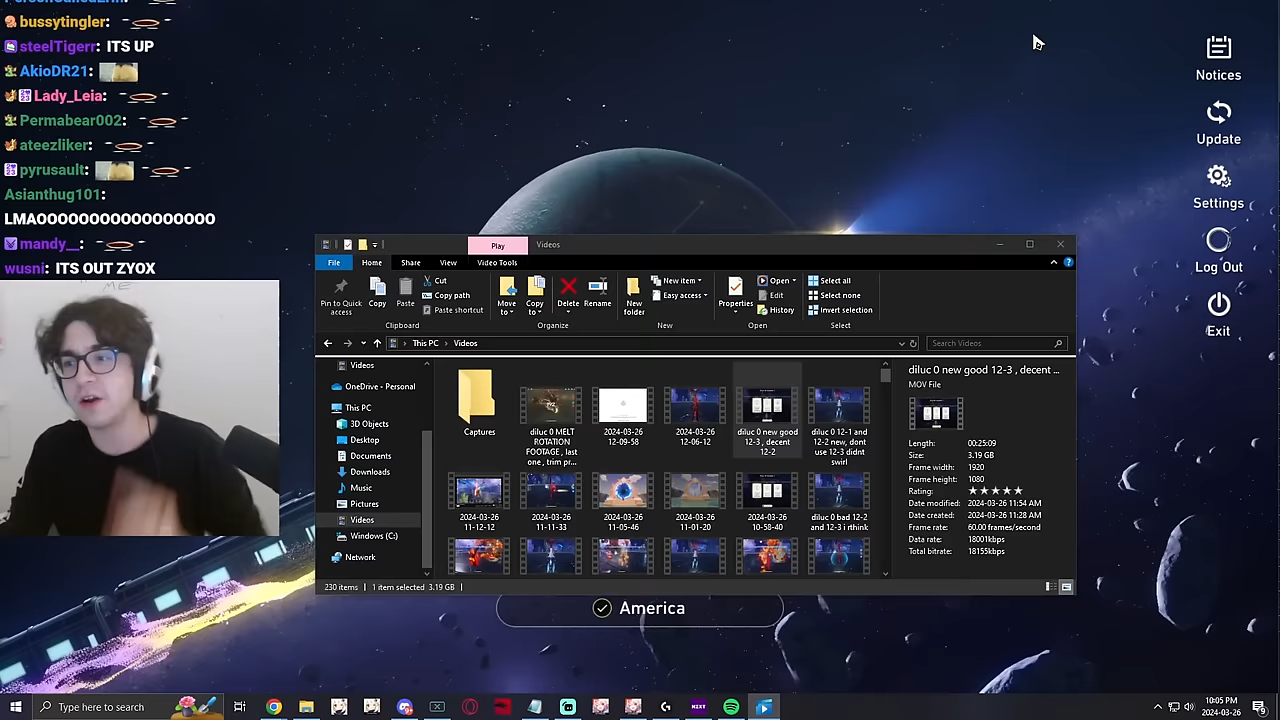 bussytingler:
steelTigerr: ITS UP
AkioDR21:
Lady_Leia:
Permabear002:
ateezliker:
pyrusault:
Asianthug101:
LMAOOOOOOOOOOOOOOOOO
mandy__:
wusni: ITS OUT ZYOX
ME
Notices
Update
Settings
Log Out
Exit
Play
Videos
File
Home
Share
View
Video Tools
Pin to Quick
access
Copy
Paste
Cut
Copy path
Paste shortcut
Clipboard
Move
to
Copy
to
Delete
Rename
Organize
New
folder
New item
Easy access
New
Properties
Open
Edit
History
Open
Select all
Select none
Invert selection
Select
This PC
Videos
Search Videos
Videos
OneDrive - Personal
This PC
3D Objects
Desktop
Documents
Downloads
Music
Pictures
Videos
Windows (C:)
Network
Captures
diluc 0 MELT
ROTATION
FOOTAGE , last
one , trim pr...
2024-03-26
12-09-58
2024-03-26
12-06-12
diluc 0 new good
12-3 , decent
12-2
diluc 0 12-1 and
12-2 new, dont
use 12-3 didnt
swirl
2024-03-26
11-12-12
2024-03-26
11-11-33
2024-03-26
11-05-46
2024-03-26
11-01-20
2024-03-26
10-58-40
diluc 0 bad 12-2
and 12-3 i rthink
diluc 0 new good 12-3 , decent ...
MOV File
Length: 00:25:09
Size: 3.19 GB
Frame width: 1920
Frame height: 1080
Rating: ★ ★ ★ ★ ★
Date modified: 2024-03-26 11:54 AM
Date created: 2024-03-26 11:28 AM
Frame rate: 60.00 frames/second
Data rate: 18001kbps
Total bitrate: 18155kbps
230 items
1 item selected 3.19 GB
America
Type here to search
NEXT
10:05 PM
2024-03-26